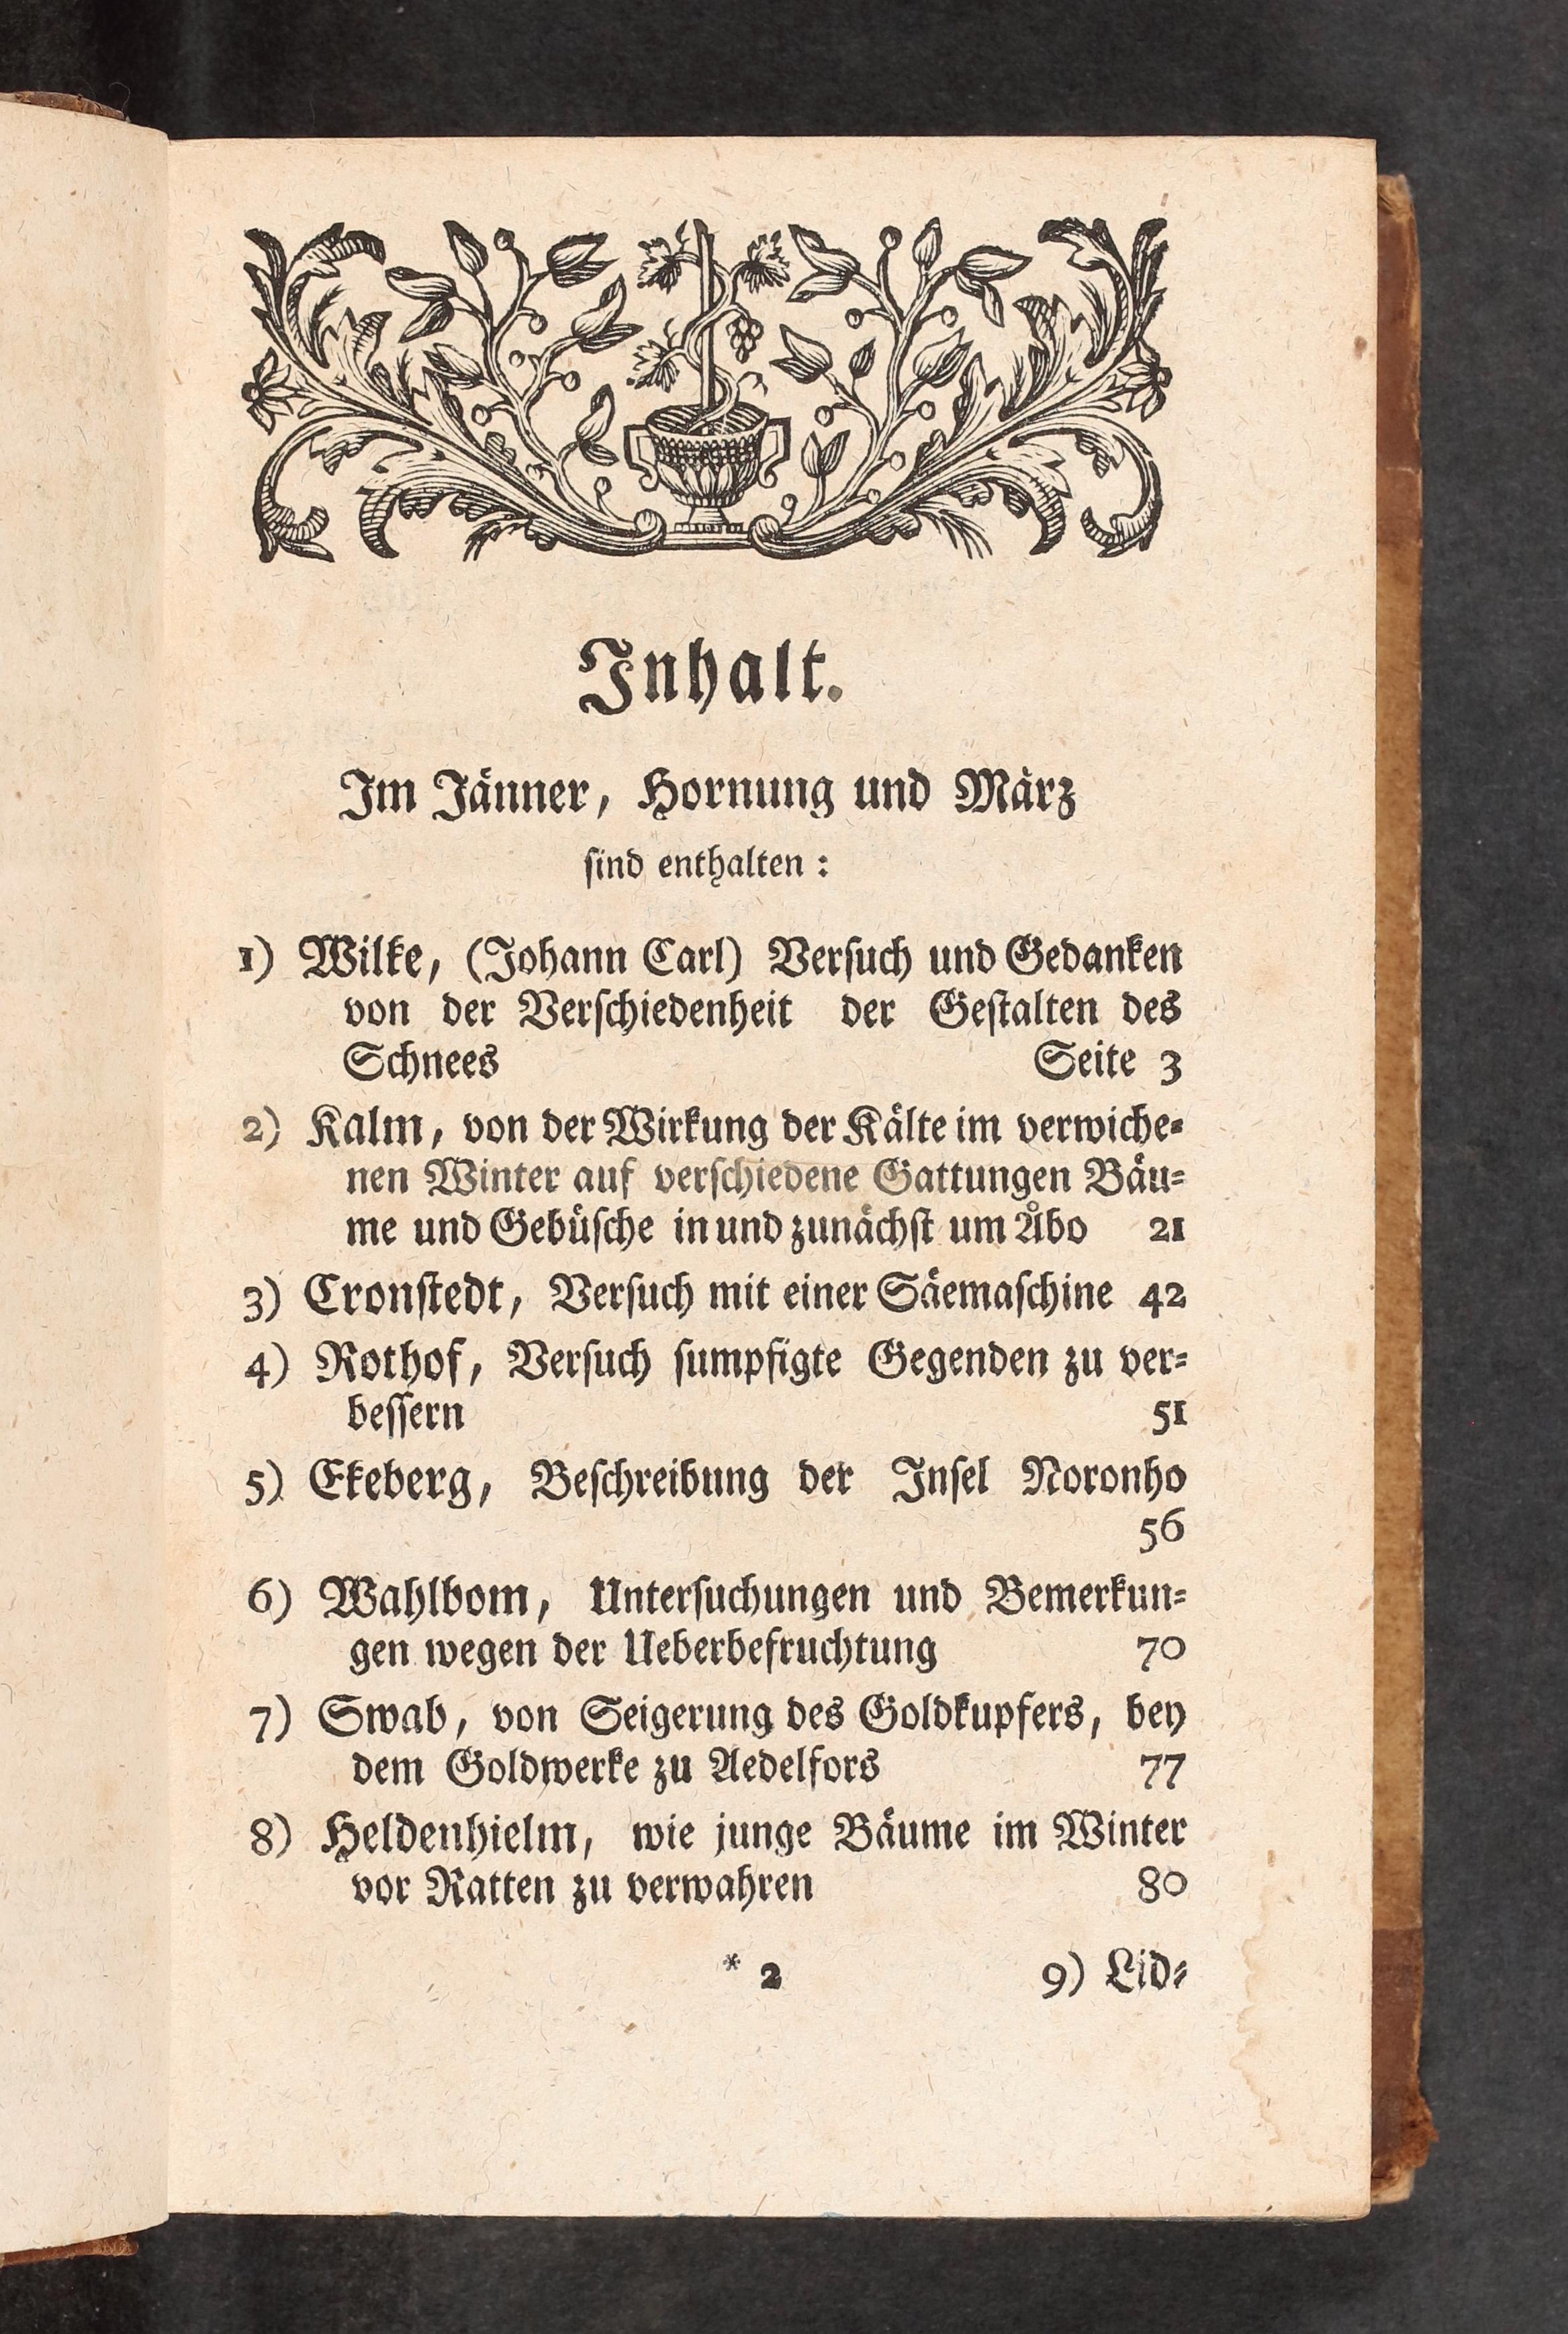 Inhalt.
Im Jänner, Hornung und März
sind enthalten:
1) Wilke, (Johann Carl) Versuch und Gedanken
von der Verschiedenheit der Gestalten des
Schnees Seite 3
2) Kalm, von der Wirkung der Kälte im verwiche-
nen Winter auf verschiedene Gattungen Bäu-
me und Gebüsche in und zunächst um Åbo 21
3) Cronstedt, Versuch mit einer Säemaschine 42
4) Rothof, Versuch sumpfigte Gegenden zu ver-
bessern 51
5) Ekeberg, Beschreibung der Insel Noronho
56
6) Wahlbom, Untersuchungen und Bemerkun-
gen wegen der Ueberbefruchtung 70
7) Swab, von Seigerung des Goldkupfers, bey
dem Goldwerke zu Aedelfors 77
8) Heldenhielm, wie junge Bäume im Winter
vor Ratten zu verwahren 80
* 2 9) Lid-